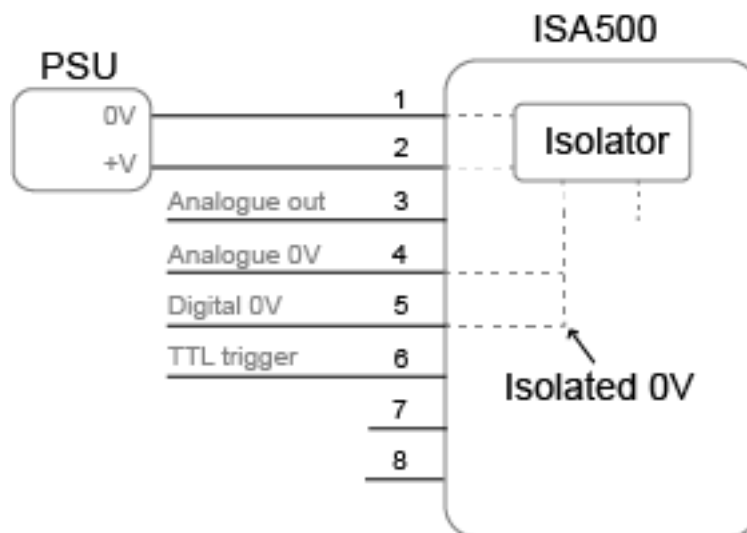 ISA500
PSU
0V
1
Isolator
+V
2
Analogue out
3
Analogue 0V
4
Digital 0V
5
TTL trigger
6
Isolated 0V
7
8